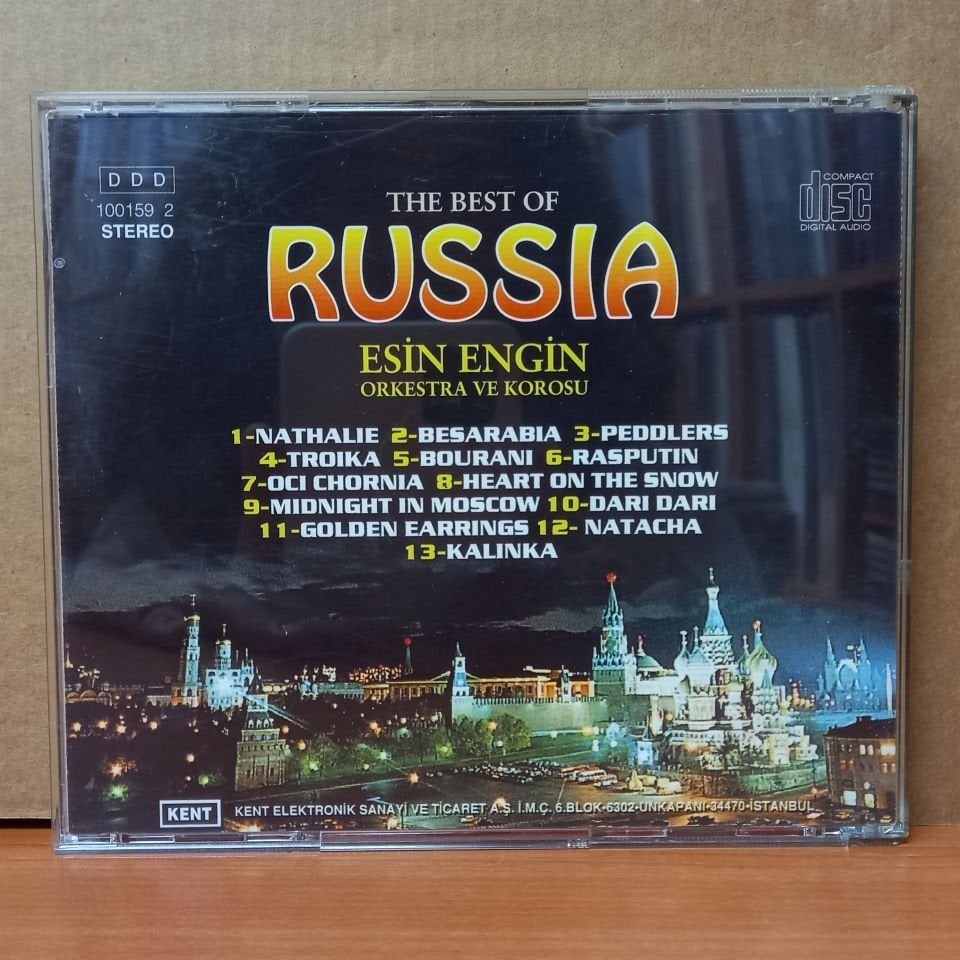 DDD
100159 2
STEREO
COMPACT
disc
DIGITAL AUDIO
THE BEST OF
RUSSIA
ESİN ENGİN
ORKESTRA VE KOROSU
1-NATHALIE 2-BESARABIA 3-PEDDLERS
4-TROIKA 5-BOURANI 6-RASPUTIN
7-OCI CHORNIA 8-HEART ON THE SNOW
9-MIDNIGHT IN MOSCOW 10-DARI DARI
11-GOLDEN EARRINGS 12- NATACHA
13-KALINKA
KENT
KENT ELEKTRONİK SANAYİ VE TİCARET A.Ş. İ.M.Ç. 6.BLOK-6302-UNKAPANI-34470-İSTANBUL